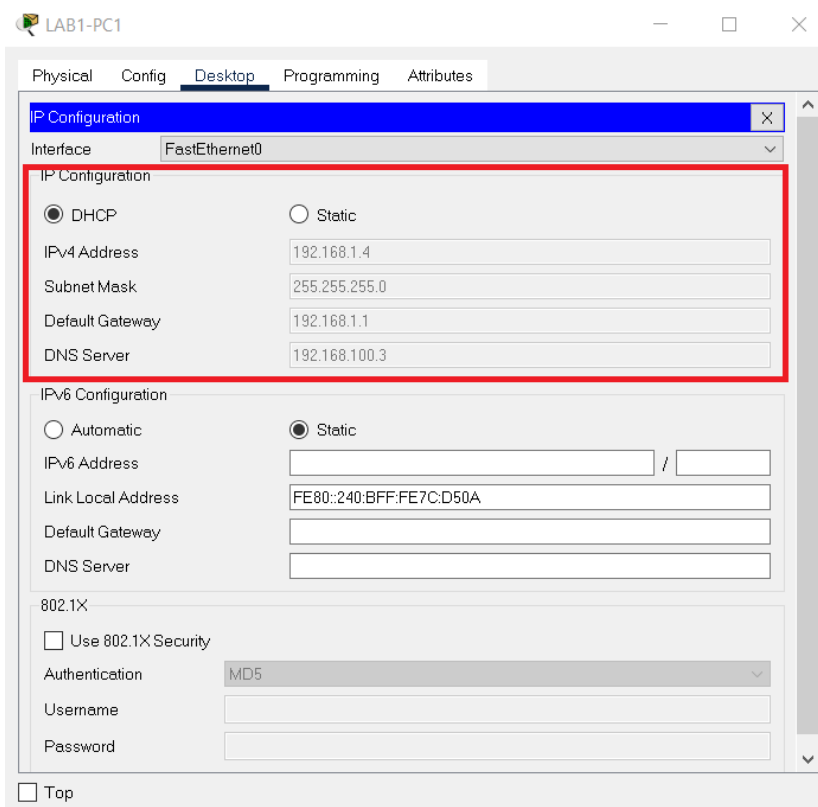 LAB1-PC1
Physical Config Desktop Programming Attributes
IP Configuration X
Interface FastEthernet0
IP Configuration
DHCP Static
IPv4 Address 192.168.1.4
Subnet Mask 255.255.255.0
Default Gateway 192.168.1.1
DNS Server 192.168.100.3
IPv6 Configuration
Automatic Static
IPv6 Address /
Link Local Address FE80::240:BFF:FE7C:D50A
Default Gateway
DNS Server
802.1X
Use 802.1X Security
Authentication MD5
Username
Password
Top